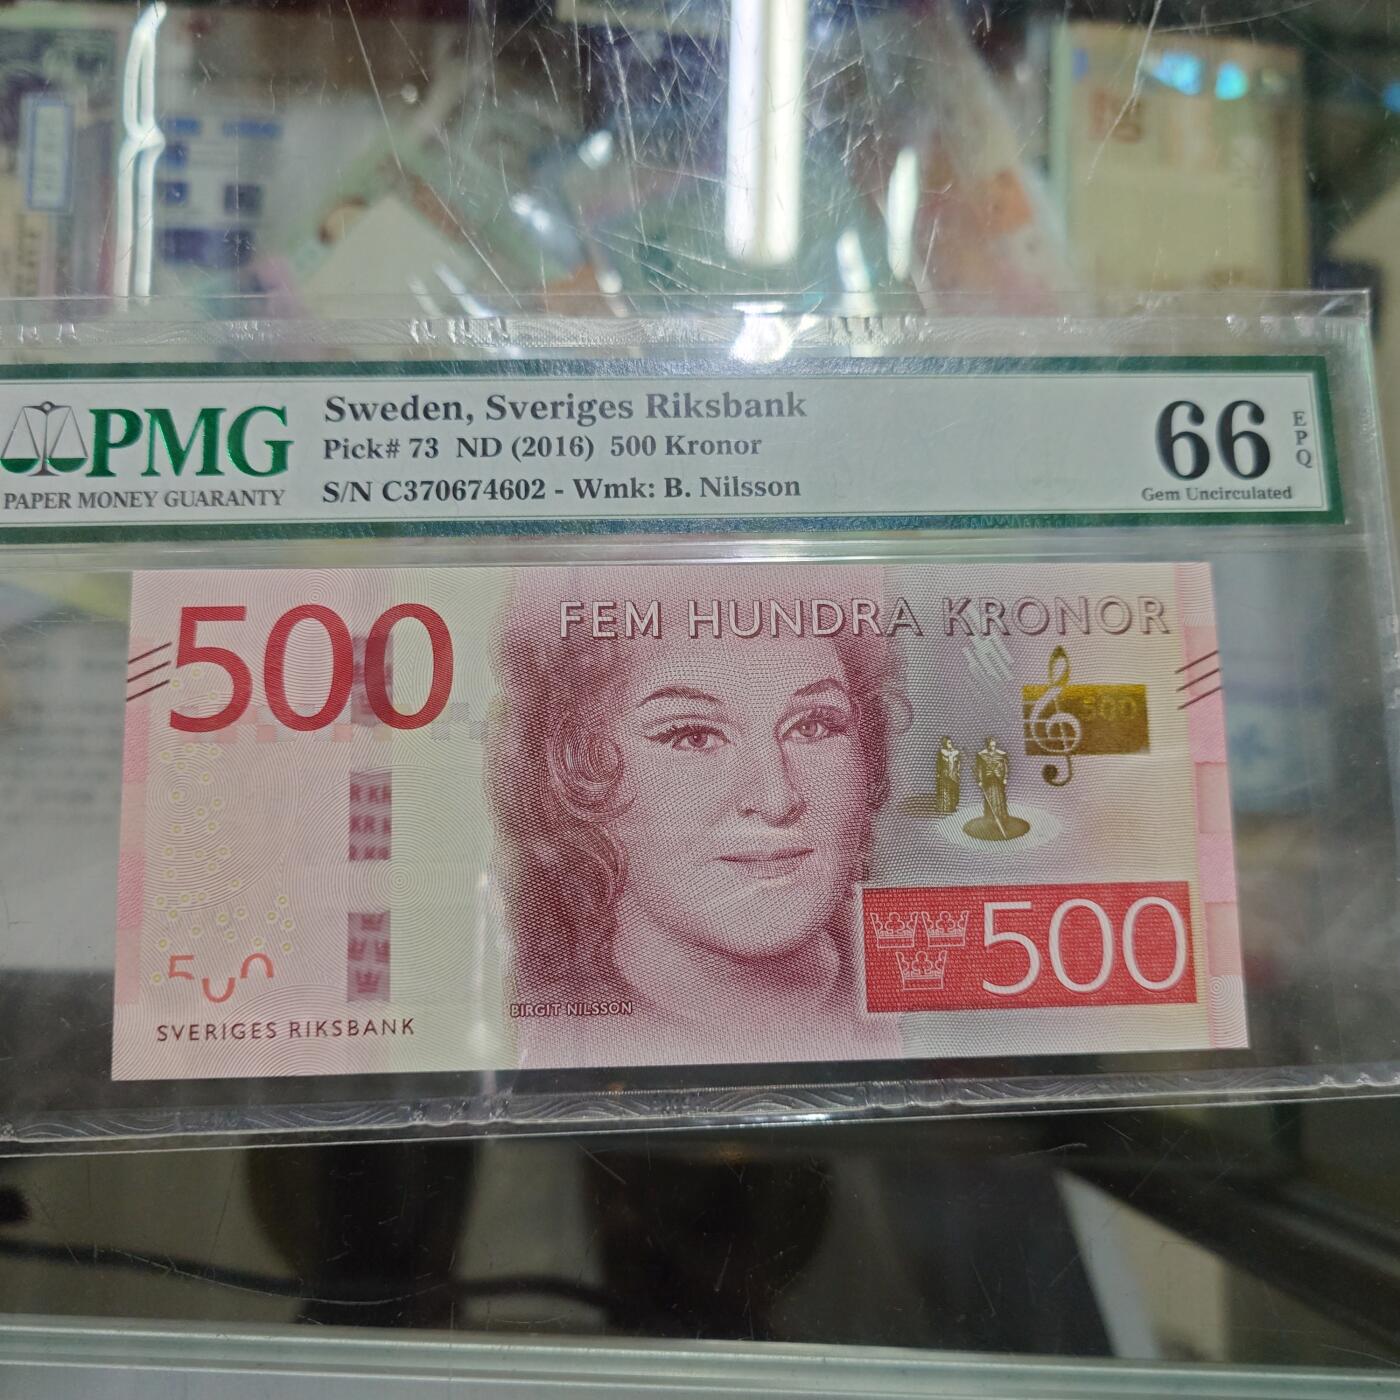 PMG
PAPER MONEY GUARANTY
Sweden, Sveriges Riksbank
Pick# 73 ND (2016) 500 Kronor
S/N C370674602 - Wmk: B. Nilsson
66
EPQ
Gem Uncirculated
500
FEM HUNDRA KRONOR
500
500
500
SVERIGES RIKSBANK
BIRGIT NILSSON